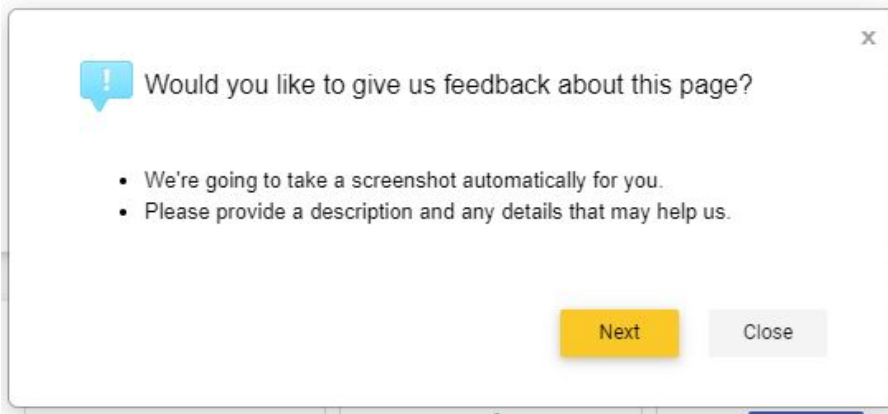 x
! Would you like to give us feedback about this page?
• We're going to take a screenshot automatically for you.
• Please provide a description and any details that may help us.
Next Close